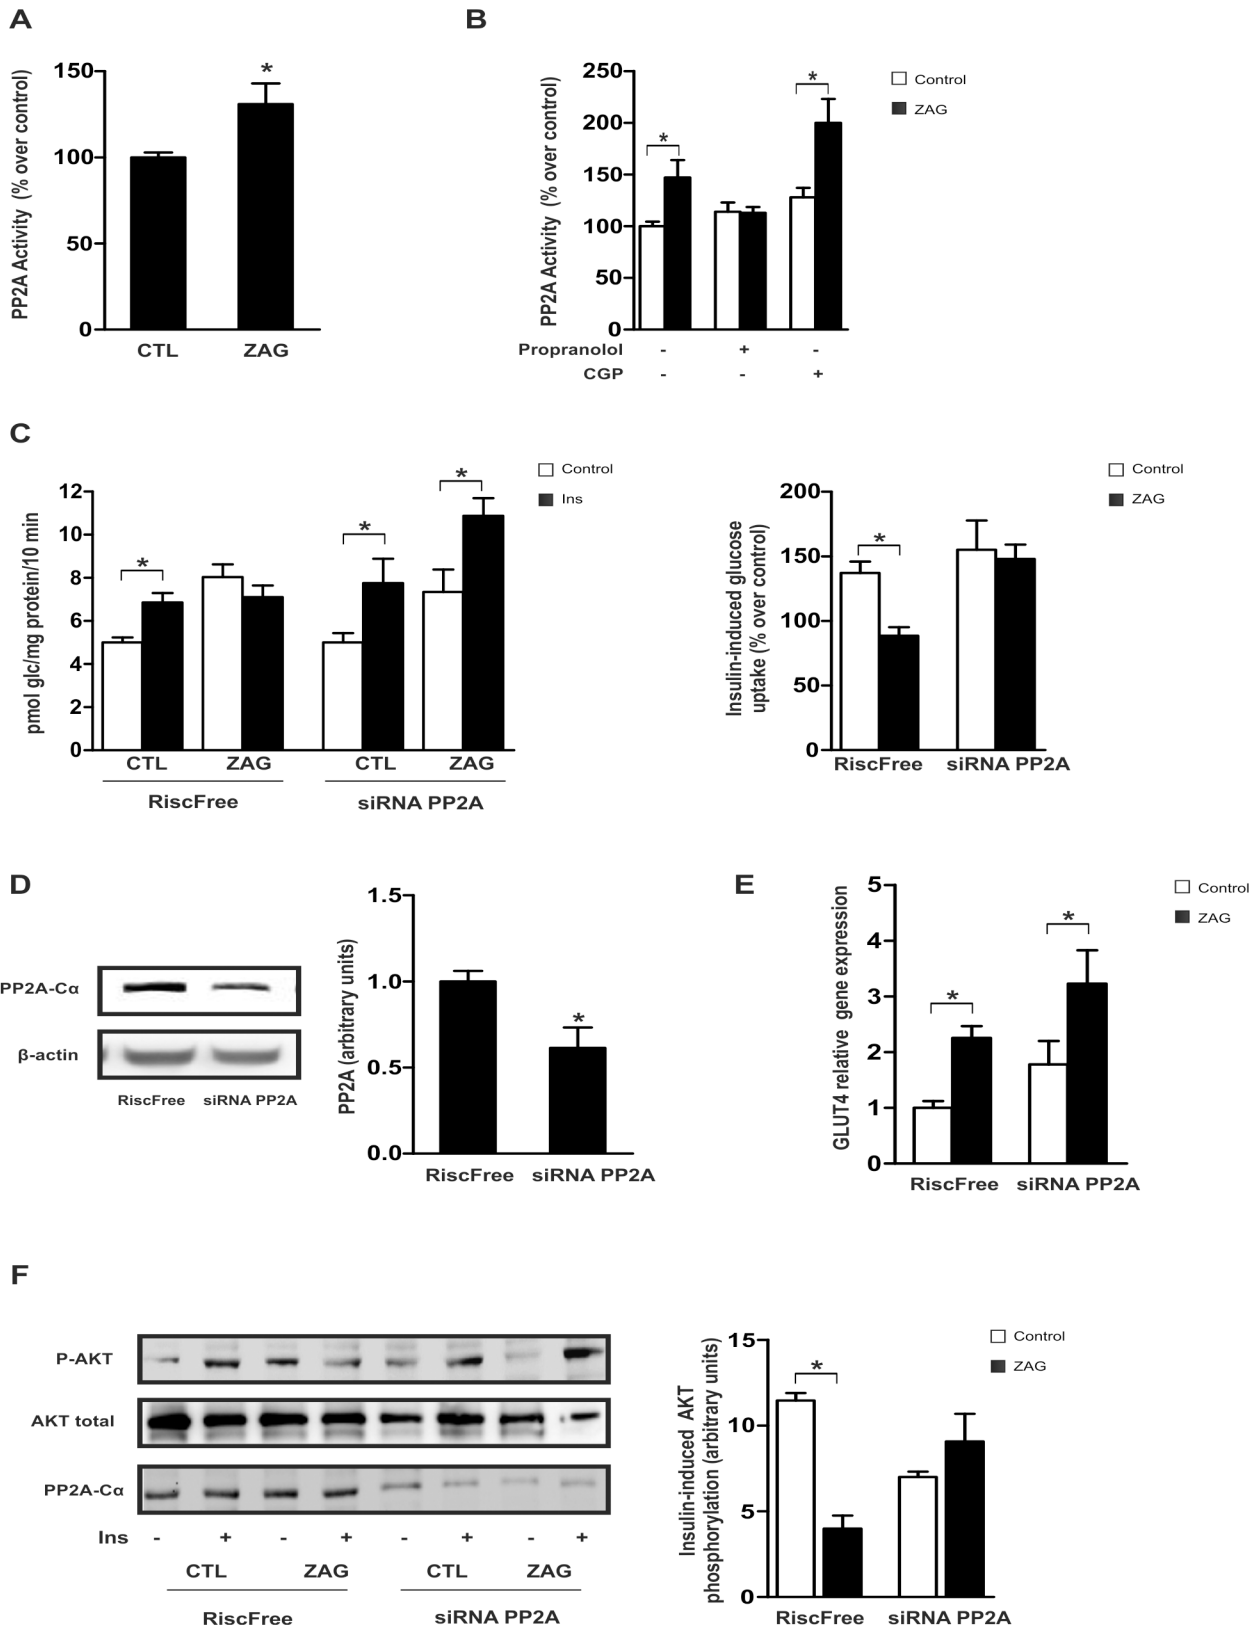 A
PP2A Activity (% over control)
150
100
50
0
*
CTL
ZAG
B
PP2A Activity (% over control)
250
200
150
100
50
0
*
*
Control
ZAG
Propranolol - + -
CGP - - +
C
pmol glc/mg protein/10 min
12
10
8
6
4
2
0
*
*
*
Control
Ins
CTL
ZAG
CTL
ZAG
RiscFree
siRNA PP2A
Insulin-induced glucose
uptake (% over control)
200
150
100
50
0
*
Control
ZAG
RiscFree
siRNA PP2A
D
PP2A-Cα
β-actin
RiscFree
siRNA PP2A
PP2A (arbitrary units)
1.5
1.0
0.5
0.0
*
RiscFree
siRNA PP2A
E
GLUT4 relative gene expression
5
4
3
2
1
0
*
*
Control
ZAG
RiscFree
siRNA PP2A
F
P-AKT
AKT total
PP2A-Cα
Ins - + - + - + - +
CTL
ZAG
CTL
ZAG
RiscFree
siRNA PP2A
Insulin-induced AKT
phosphorylation (arbitrary units)
15
10
5
0
*
Control
ZAG
RiscFree
siRNA PP2A